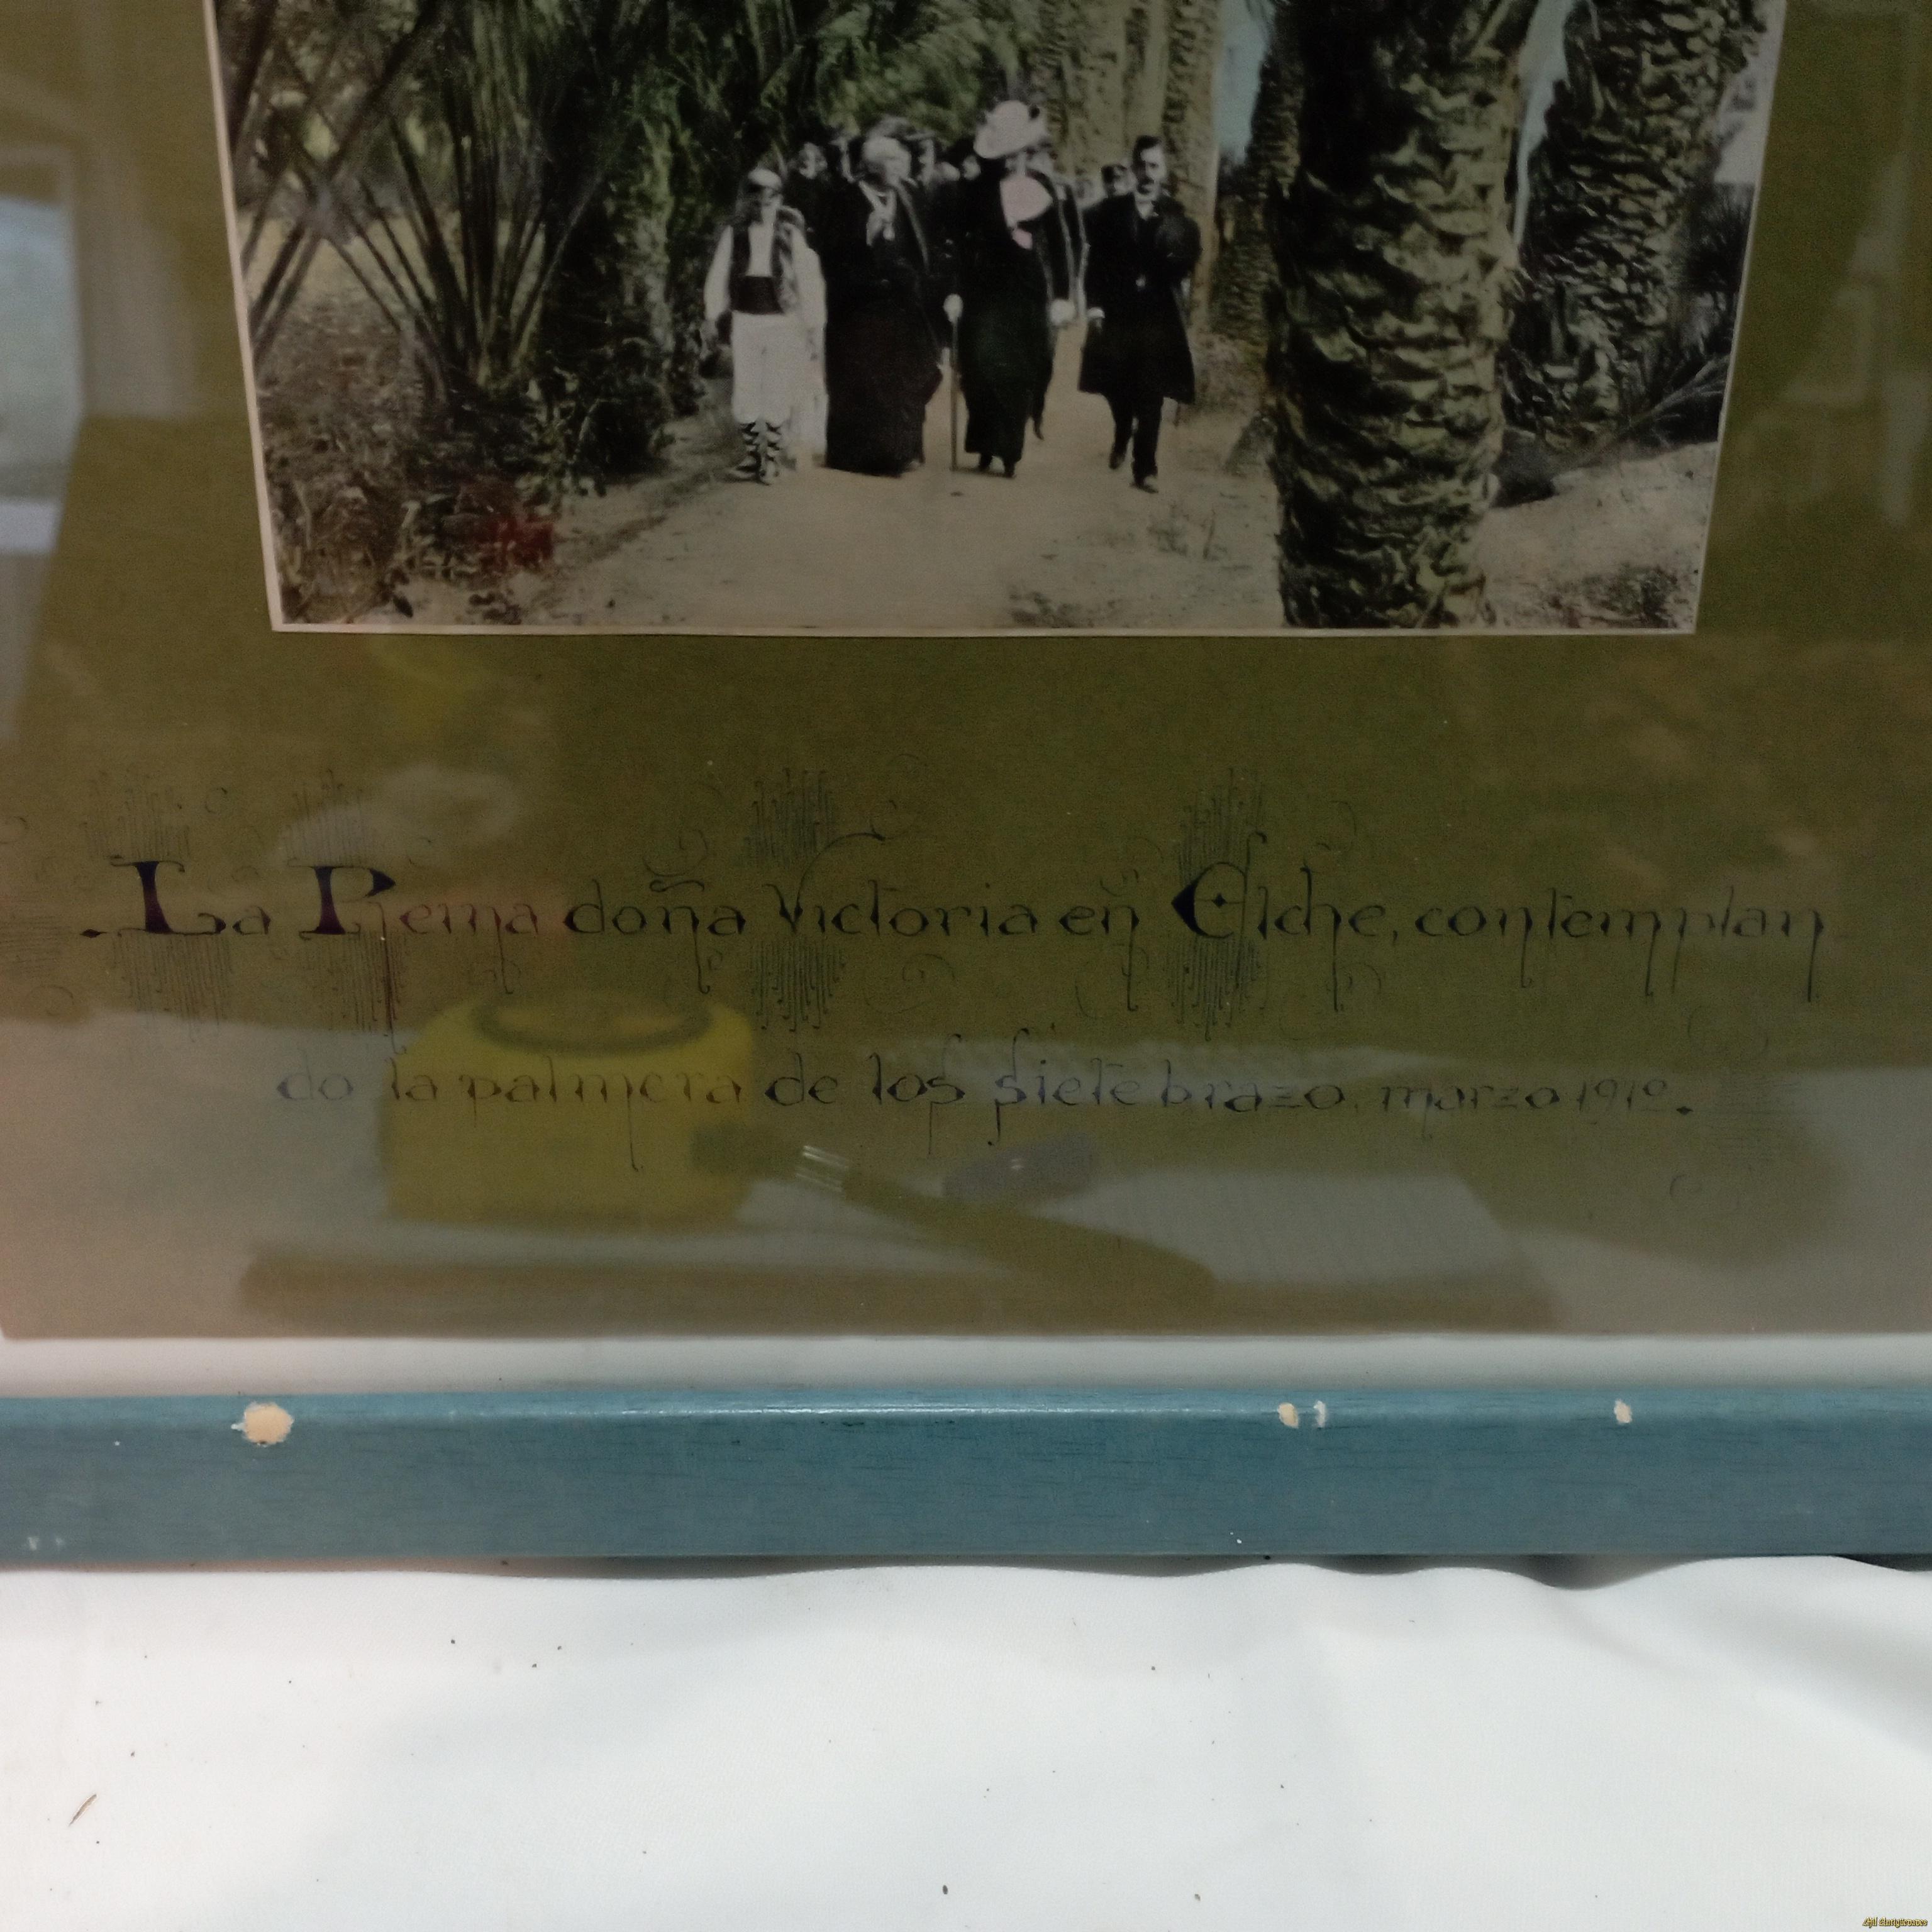 .La Reina doña Victoria en Elche, contemplan
do la palmera de los siete brazo, marzo 1910.